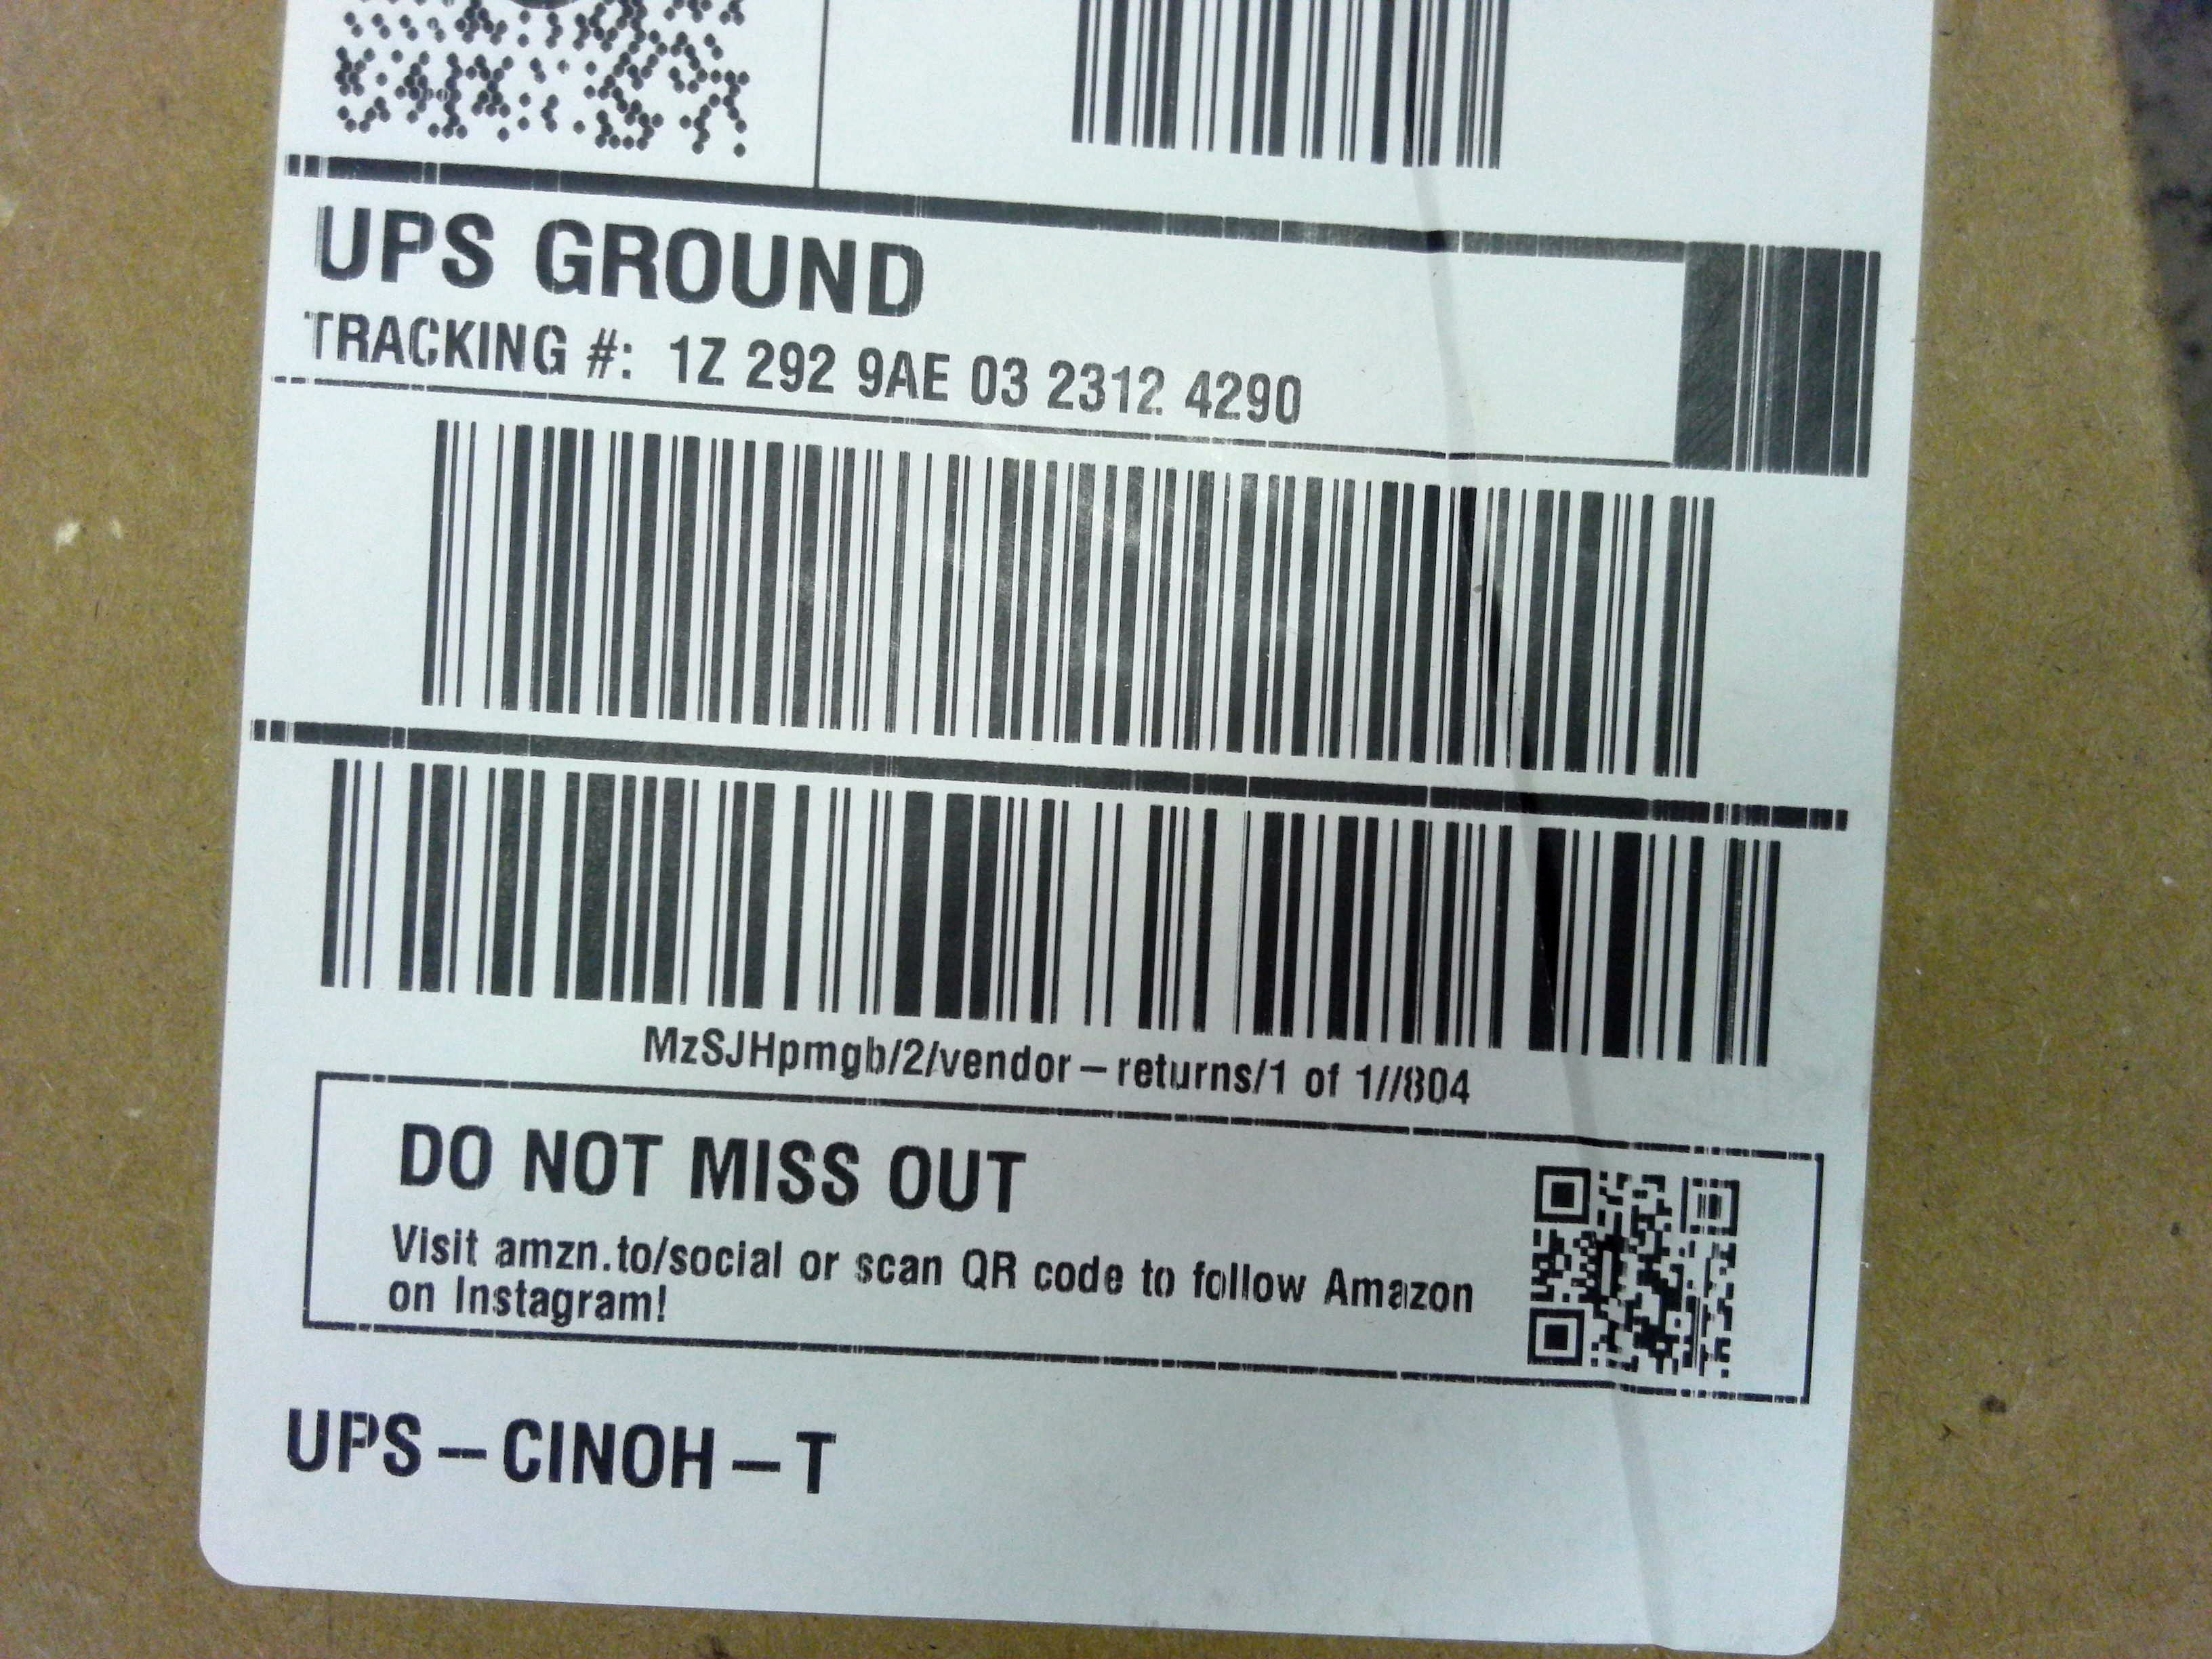 UPS GROUND
TRACKING #: 1Z 292 9AE 03 2312 4290
MzSJHpmgb/2/vendor-returns/1 of 1//804
DO NOT MISS OUT
Visit amzn.to/social or scan QR code to follow Amazon
on Instagram!
UPS-CINOH-T